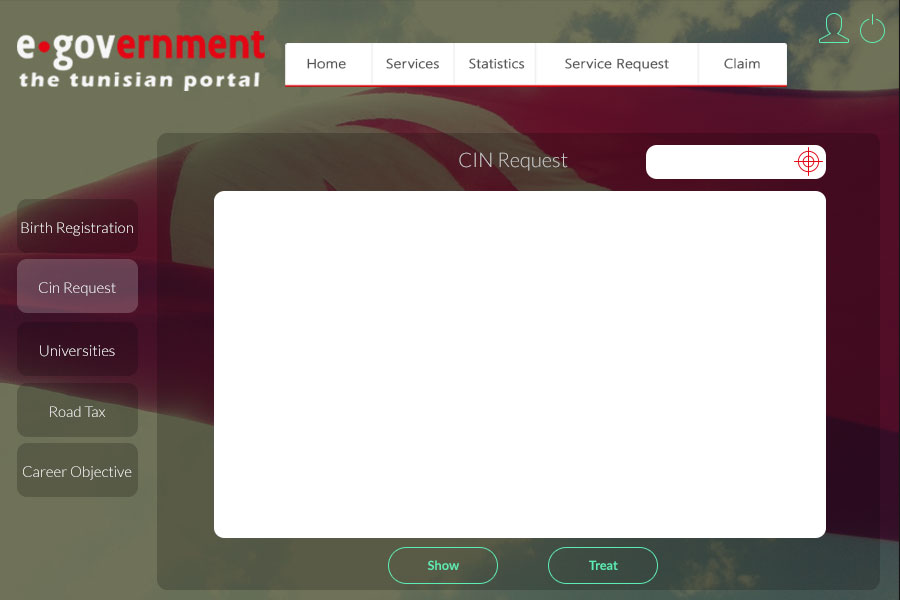 e•government
the tunisian portal
Home
Services
Statistics
Service Request
Claim
CIN Request
Birth Registration
Cin Request
Universities
Road Tax
Career Objective
Show
Treat